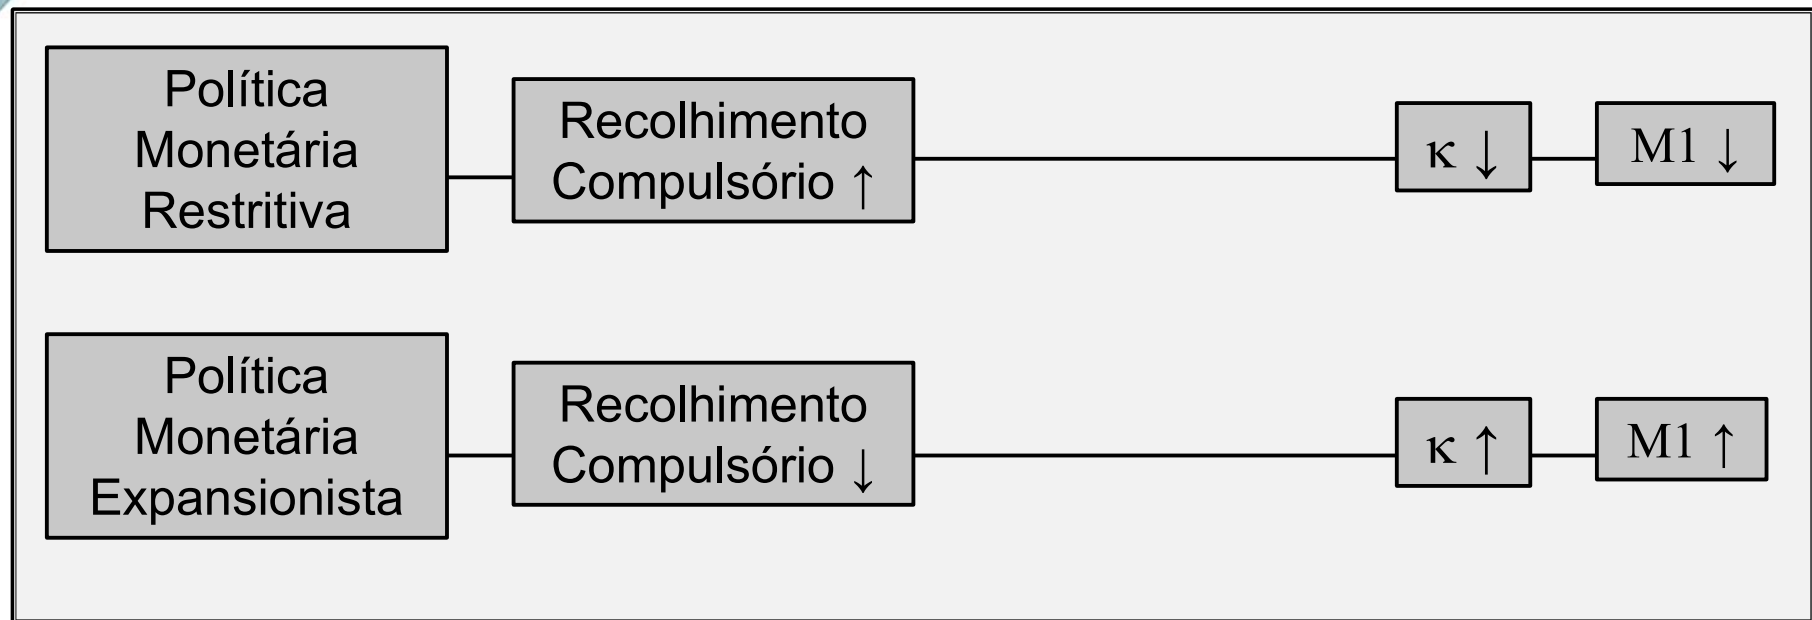 Política
Monetária
Restritiva
Recolhimento
Compulsório ↑
κ ↓
M1 ↓
Política
Monetária
Expansionista
Recolhimento
Compulsório ↓
κ ↑
M1 ↑